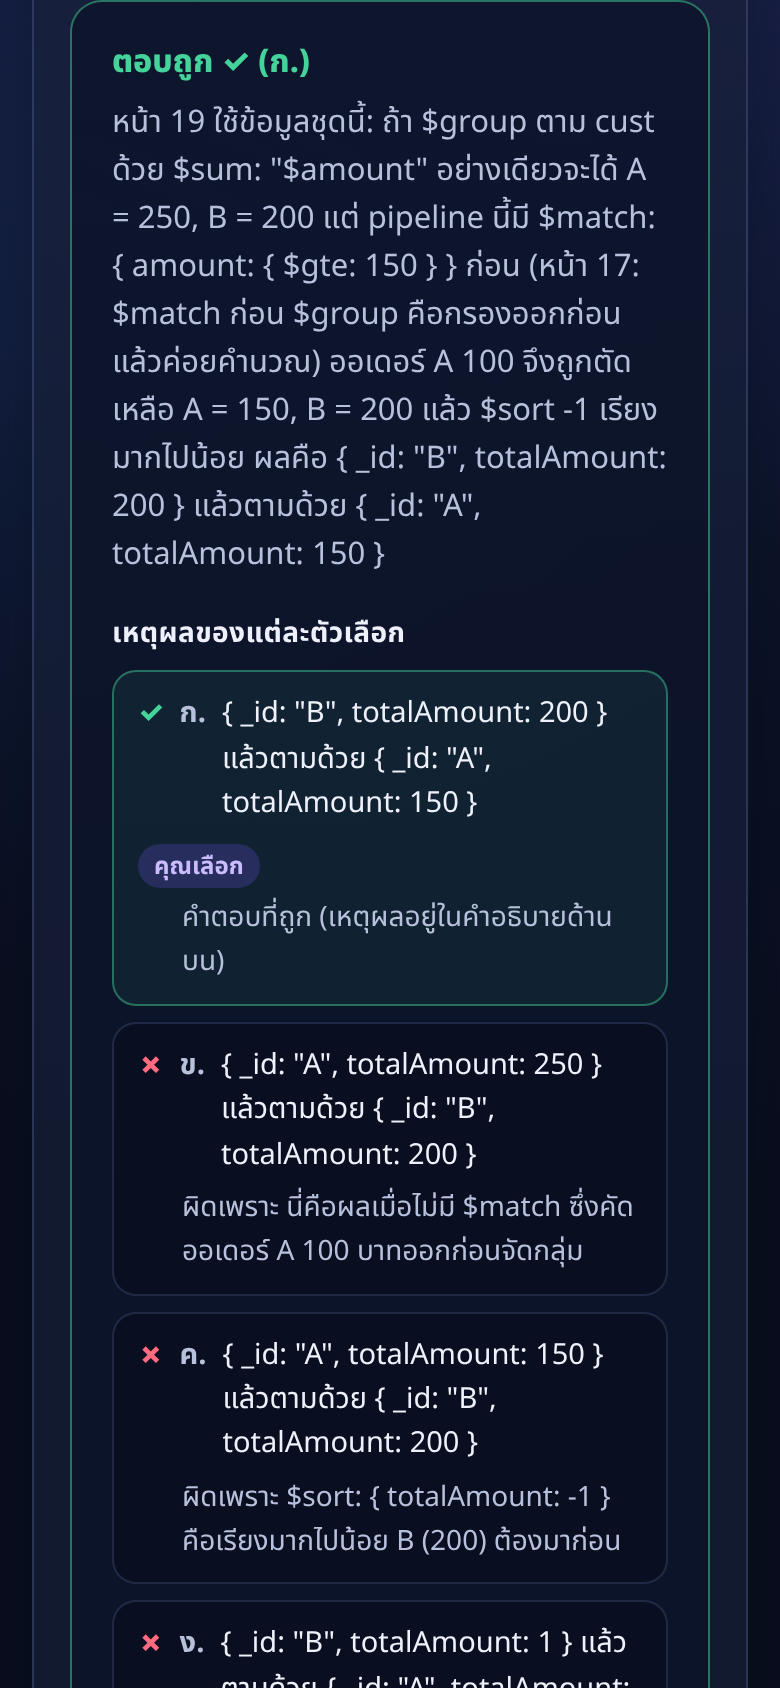 ตอบถูก ✓ (ก.)
หน้า 19 ใช้ข้อมูลชุดนี้: ถ้า $group ตาม cust
ด้วย $sum: "$amount" อย่างเดียวจะได้ A
= 250, B = 200 แต่ pipeline นี้มี $match:
{ amount: { $gte: 150 } } ก่อน (หน้า 17:
$match ก่อน $group คือกรองออกก่อน
แล้วค่อยคำนวณ) ออเดอร์ A 100 จึงถูกตัด
เหลือ A = 150, B = 200 แล้ว $sort -1 เรียง
มากไปน้อย ผลคือ { _id: "B", totalAmount:
200 } แล้วตามด้วย { _id: "A",
totalAmount: 150 }
เหตุผลของแต่ละตัวเลือก
✓ ก. { _id: "B", totalAmount: 200 }
แล้วตามด้วย { _id: "A",
totalAmount: 150 }
คุณเลือก
คำตอบที่ถูก (เหตุผลอยู่ในคำอธิบายด้าน
บน)
✗ ข. { _id: "A", totalAmount: 250 }
แล้วตามด้วย { _id: "B",
totalAmount: 200 }
ผิดเพราะ นี่คือผลเมื่อไม่มี $match ซึ่งคัด
ออเดอร์ A 100 บาทออกก่อนจัดกลุ่ม
✗ ค. { _id: "A", totalAmount: 150 }
แล้วตามด้วย { _id: "B",
totalAmount: 200 }
ผิดเพราะ $sort: { totalAmount: -1 }
คือเรียงมากไปน้อย B (200) ต้องมาก่อน
✗ ง. { _id: "B", totalAmount: 1 } แล้ว
ตามด้วย { _id: "A", totalAmount: